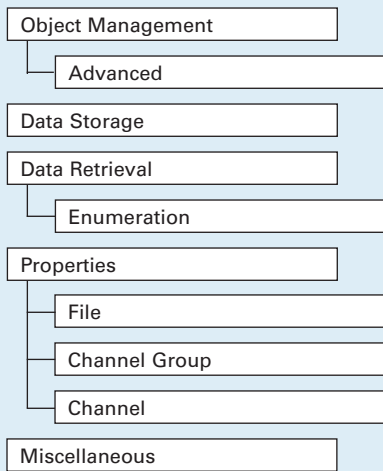 Object Management
Advanced
Data Storage
Data Retrieval
Enumeration
Properties
File
Channel Group
Channel
Miscellaneous